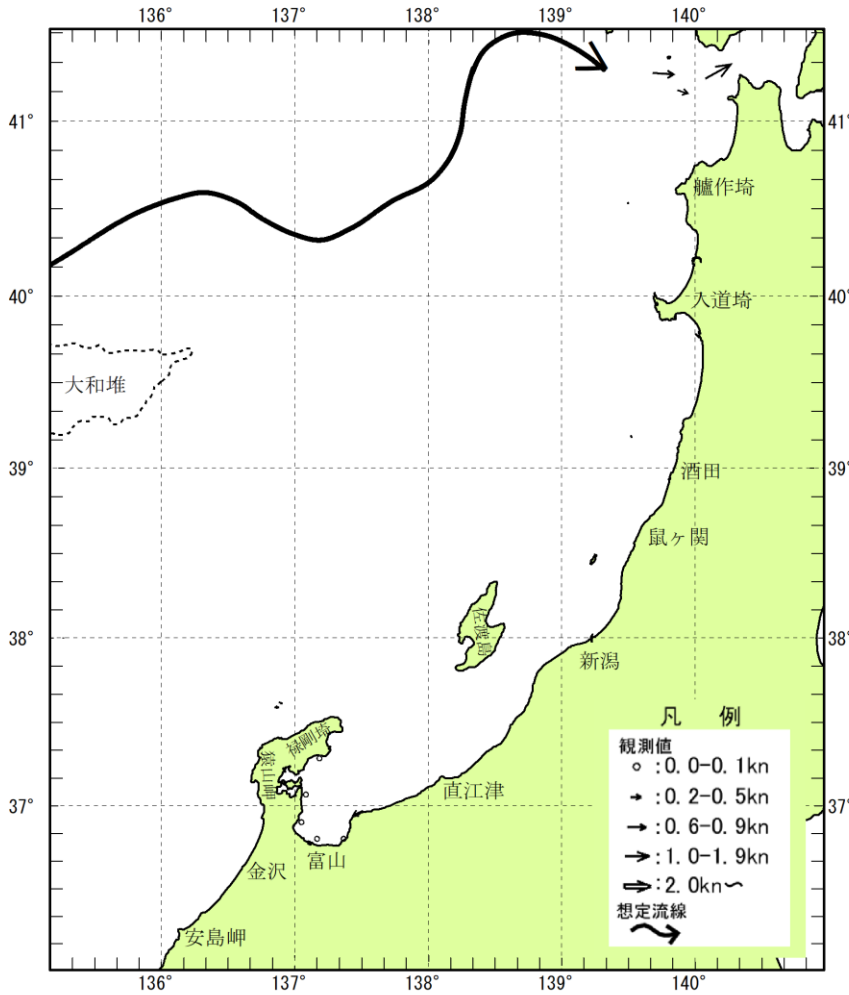 136° 137° 138° 139° 140°
41° 41°
艫作埼
40° 40°
入道埼
大和堆
39° 39°
酒田
鼠ヶ関
佐渡島
38° 38°
新潟
禄剛埼
猿山岬
37° 37°
直江津
富山
金沢
安島岬
凡 例
観測値
:0.0-0.1kn
:0.2-0.5kn
:0.6-0.9kn
:1.0-1.9kn
:2.0kn~
想定流線
136° 137° 138° 139° 140°